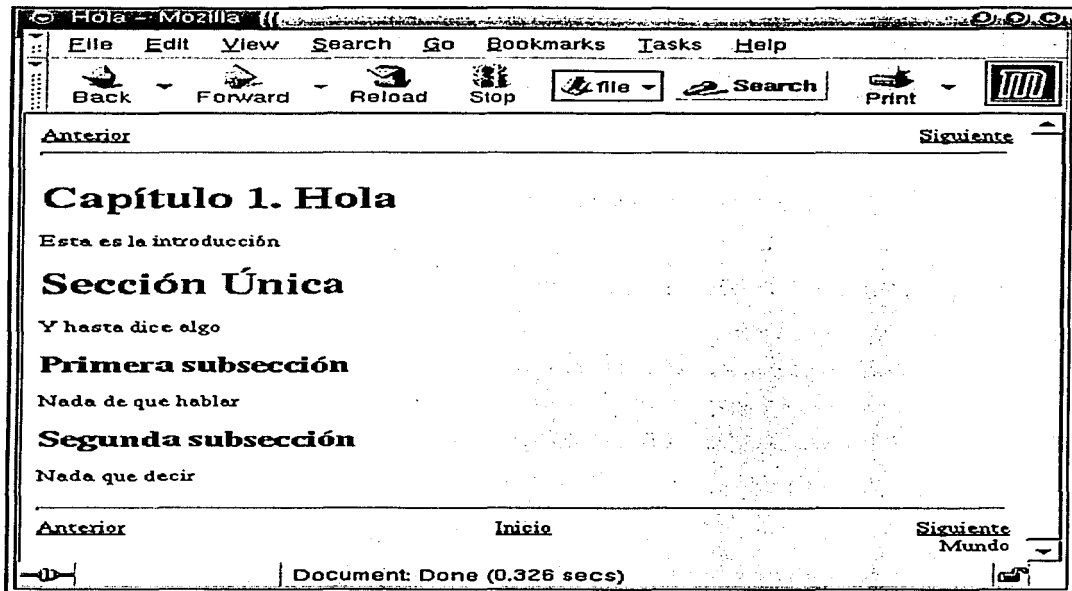 Hola - Mozilla
File Edit View Search Go Bookmarks Tasks Help
Back Forward Reload Stop file Search Print
Anterior Siguiente
Capítulo 1. Hola
Esta es la introducción
Sección Única
Y hasta dice algo
Primera subsección
Nada de que hablar
Segunda subsección
Nada que decir
Anterior Inicio Siguiente
Mundo
Document: Done (0.326 secs)